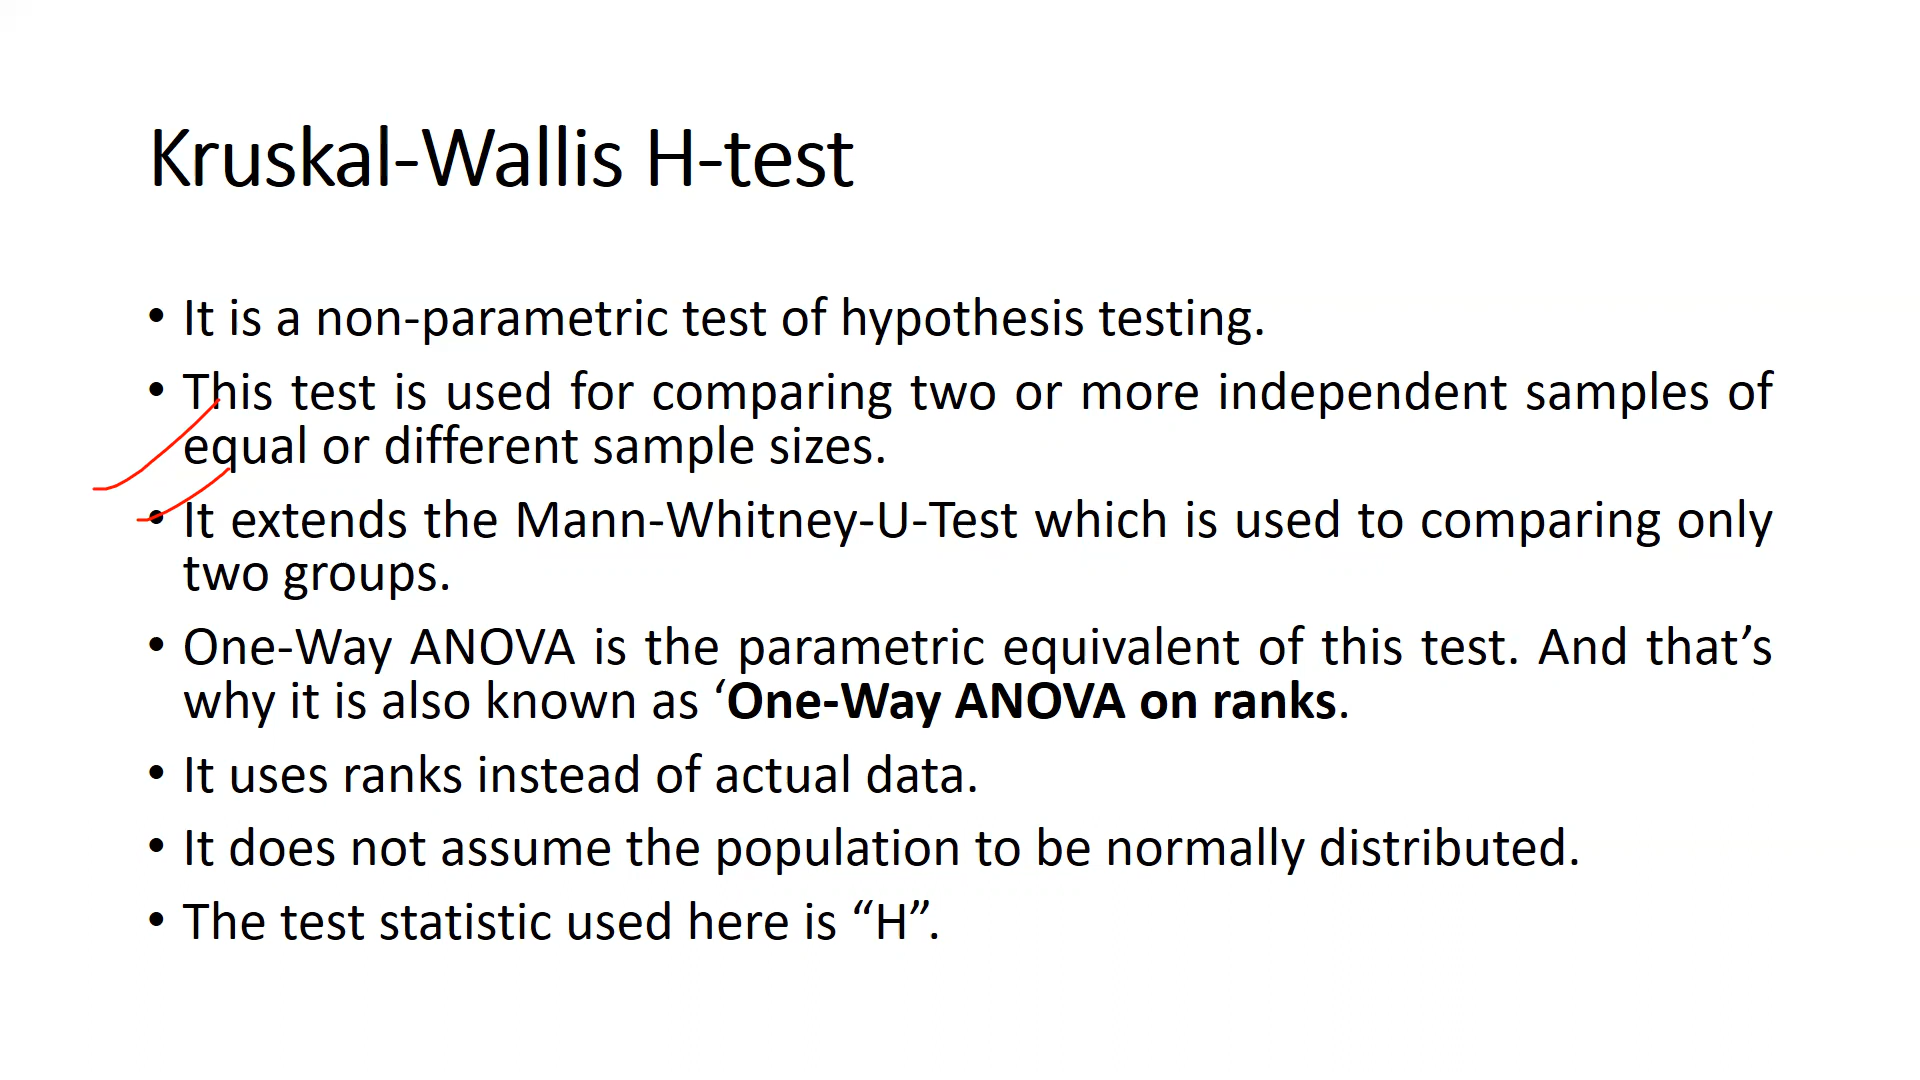 Kruskal-Wallis H-test
• It is a non-parametric test of hypothesis testing.
• This test is used for comparing two or more independent samples of
equal or different sample sizes.
• It extends the Mann-Whitney-U-Test which is used to comparing only
two groups.
• One-Way ANOVA is the parametric equivalent of this test. And that’s
why it is also known as ‘One-Way ANOVA on ranks.
• It uses ranks instead of actual data.
• It does not assume the population to be normally distributed.
• The test statistic used here is “H”.